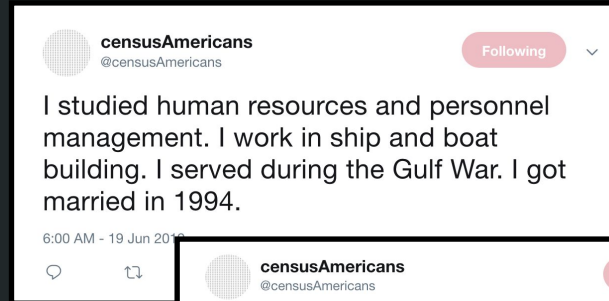 censusAmericans
@censusAmericans
Following
I studied human resources and personnel
management. I work in ship and boat
building. I served during the Gulf War. I got
married in 1994.
6:00 AM - 19 Jun
censusAmericans
@censusAmericans